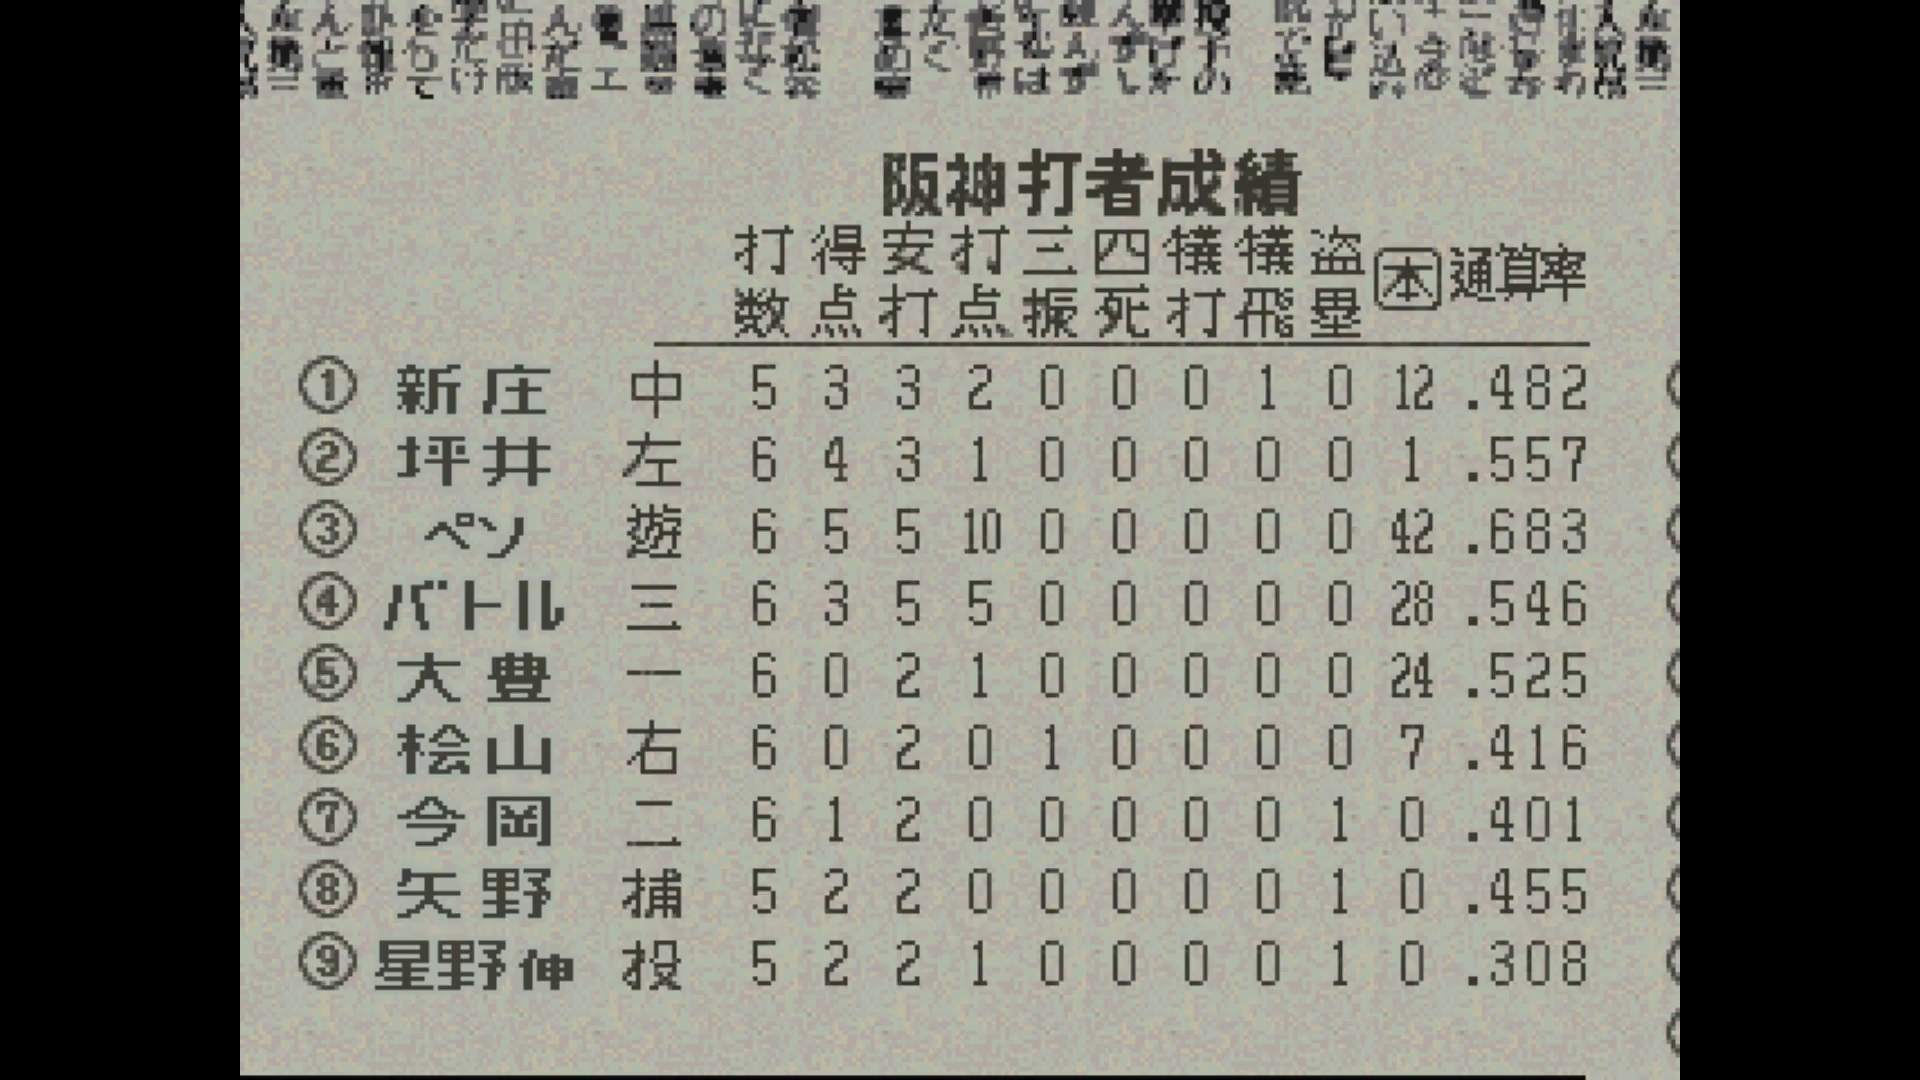 阪神打者成績
打数 得点 安打 打点 三振 四死 犠打 犠飛 盗塁 本 通算率
① 新庄 中 5 3 3 2 0 0 0 1 0 12 .482
② 坪井 左 6 4 3 1 0 0 0 0 0 1 .557
③ ペソ 遊 6 5 5 10 0 0 0 0 0 42 .683
④ バトル 三 6 3 5 5 0 0 0 0 0 28 .546
⑤ 大豊 一 6 0 2 1 0 0 0 0 0 24 .525
⑥ 桧山 右 6 0 2 0 1 0 0 0 0 7 .416
⑦ 今岡 二 6 1 2 0 0 0 0 0 1 0 .401
⑧ 矢野 捕 5 2 2 0 0 0 0 0 1 0 .455
⑨ 星野伸 投 5 2 2 1 0 0 0 0 1 0 .308